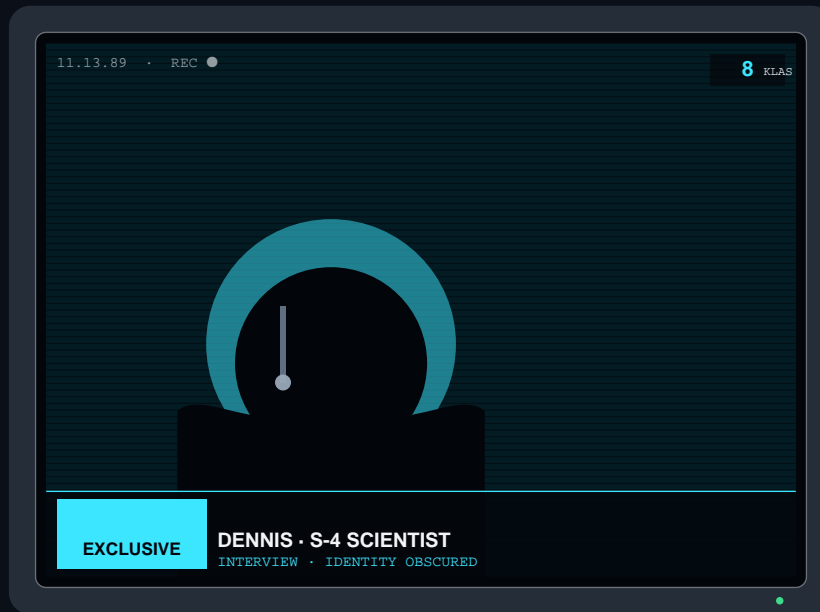 11.13.89 · REC
8 KLAS
EXCLUSIVE
DENNIS · S-4 SCIENTIST
INTERVIEW · IDENTITY OBSCURED